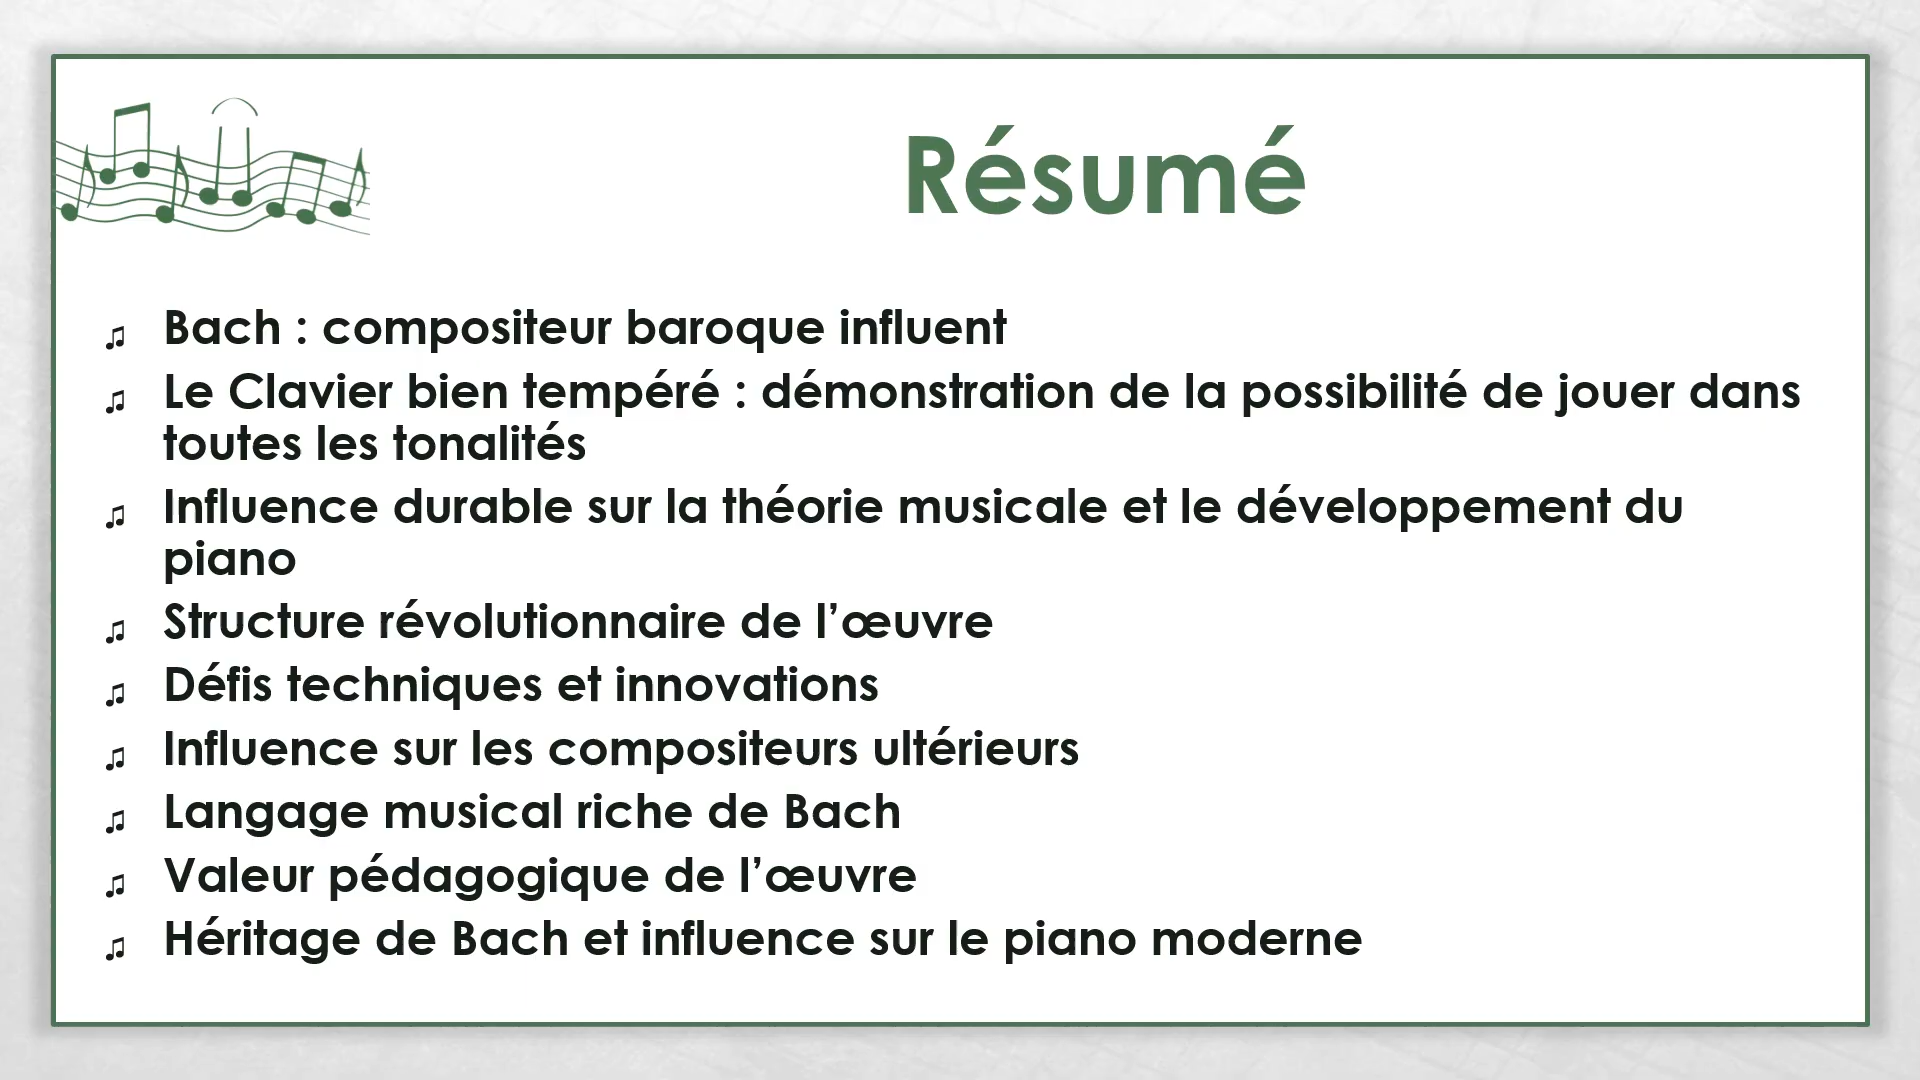 Résumé
♫ Bach : compositeur baroque influent
♫ Le Clavier bien tempéré : démonstration de la possibilité de jouer dans
toutes les tonalités
♫ Influence durable sur la théorie musicale et le développement du
piano
♫ Structure révolutionnaire de l’œuvre
♫ Défis techniques et innovations
♫ Influence sur les compositeurs ultérieurs
♫ Langage musical riche de Bach
♫ Valeur pédagogique de l’œuvre
♫ Héritage de Bach et influence sur le piano moderne